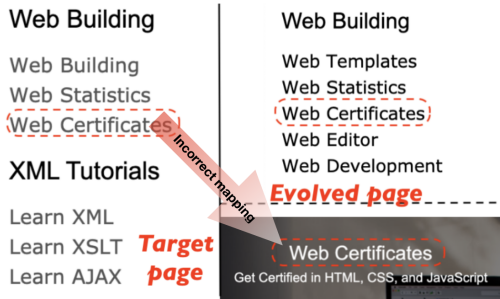 Web Building
Web Building
Web Statistics
Web Certificates
XML Tutorials
Learn XML
Learn XSLT
Learn AJAX
Target
page
Incorrect mapping
Web Building
Web Templates
Web Statistics
Web Certificates
Web Editor
Web Development
Evolved page
Web Certificates
Get Certified in HTML, CSS, and JavaScript